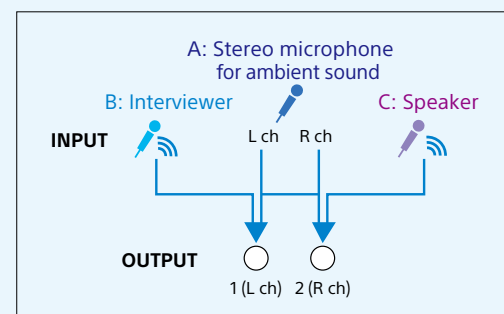 A: Stereo microphone
for ambient sound
B: Interviewer
C: Speaker
INPUT
L ch
R ch
OUTPUT
1 (L ch)
2 (R ch)